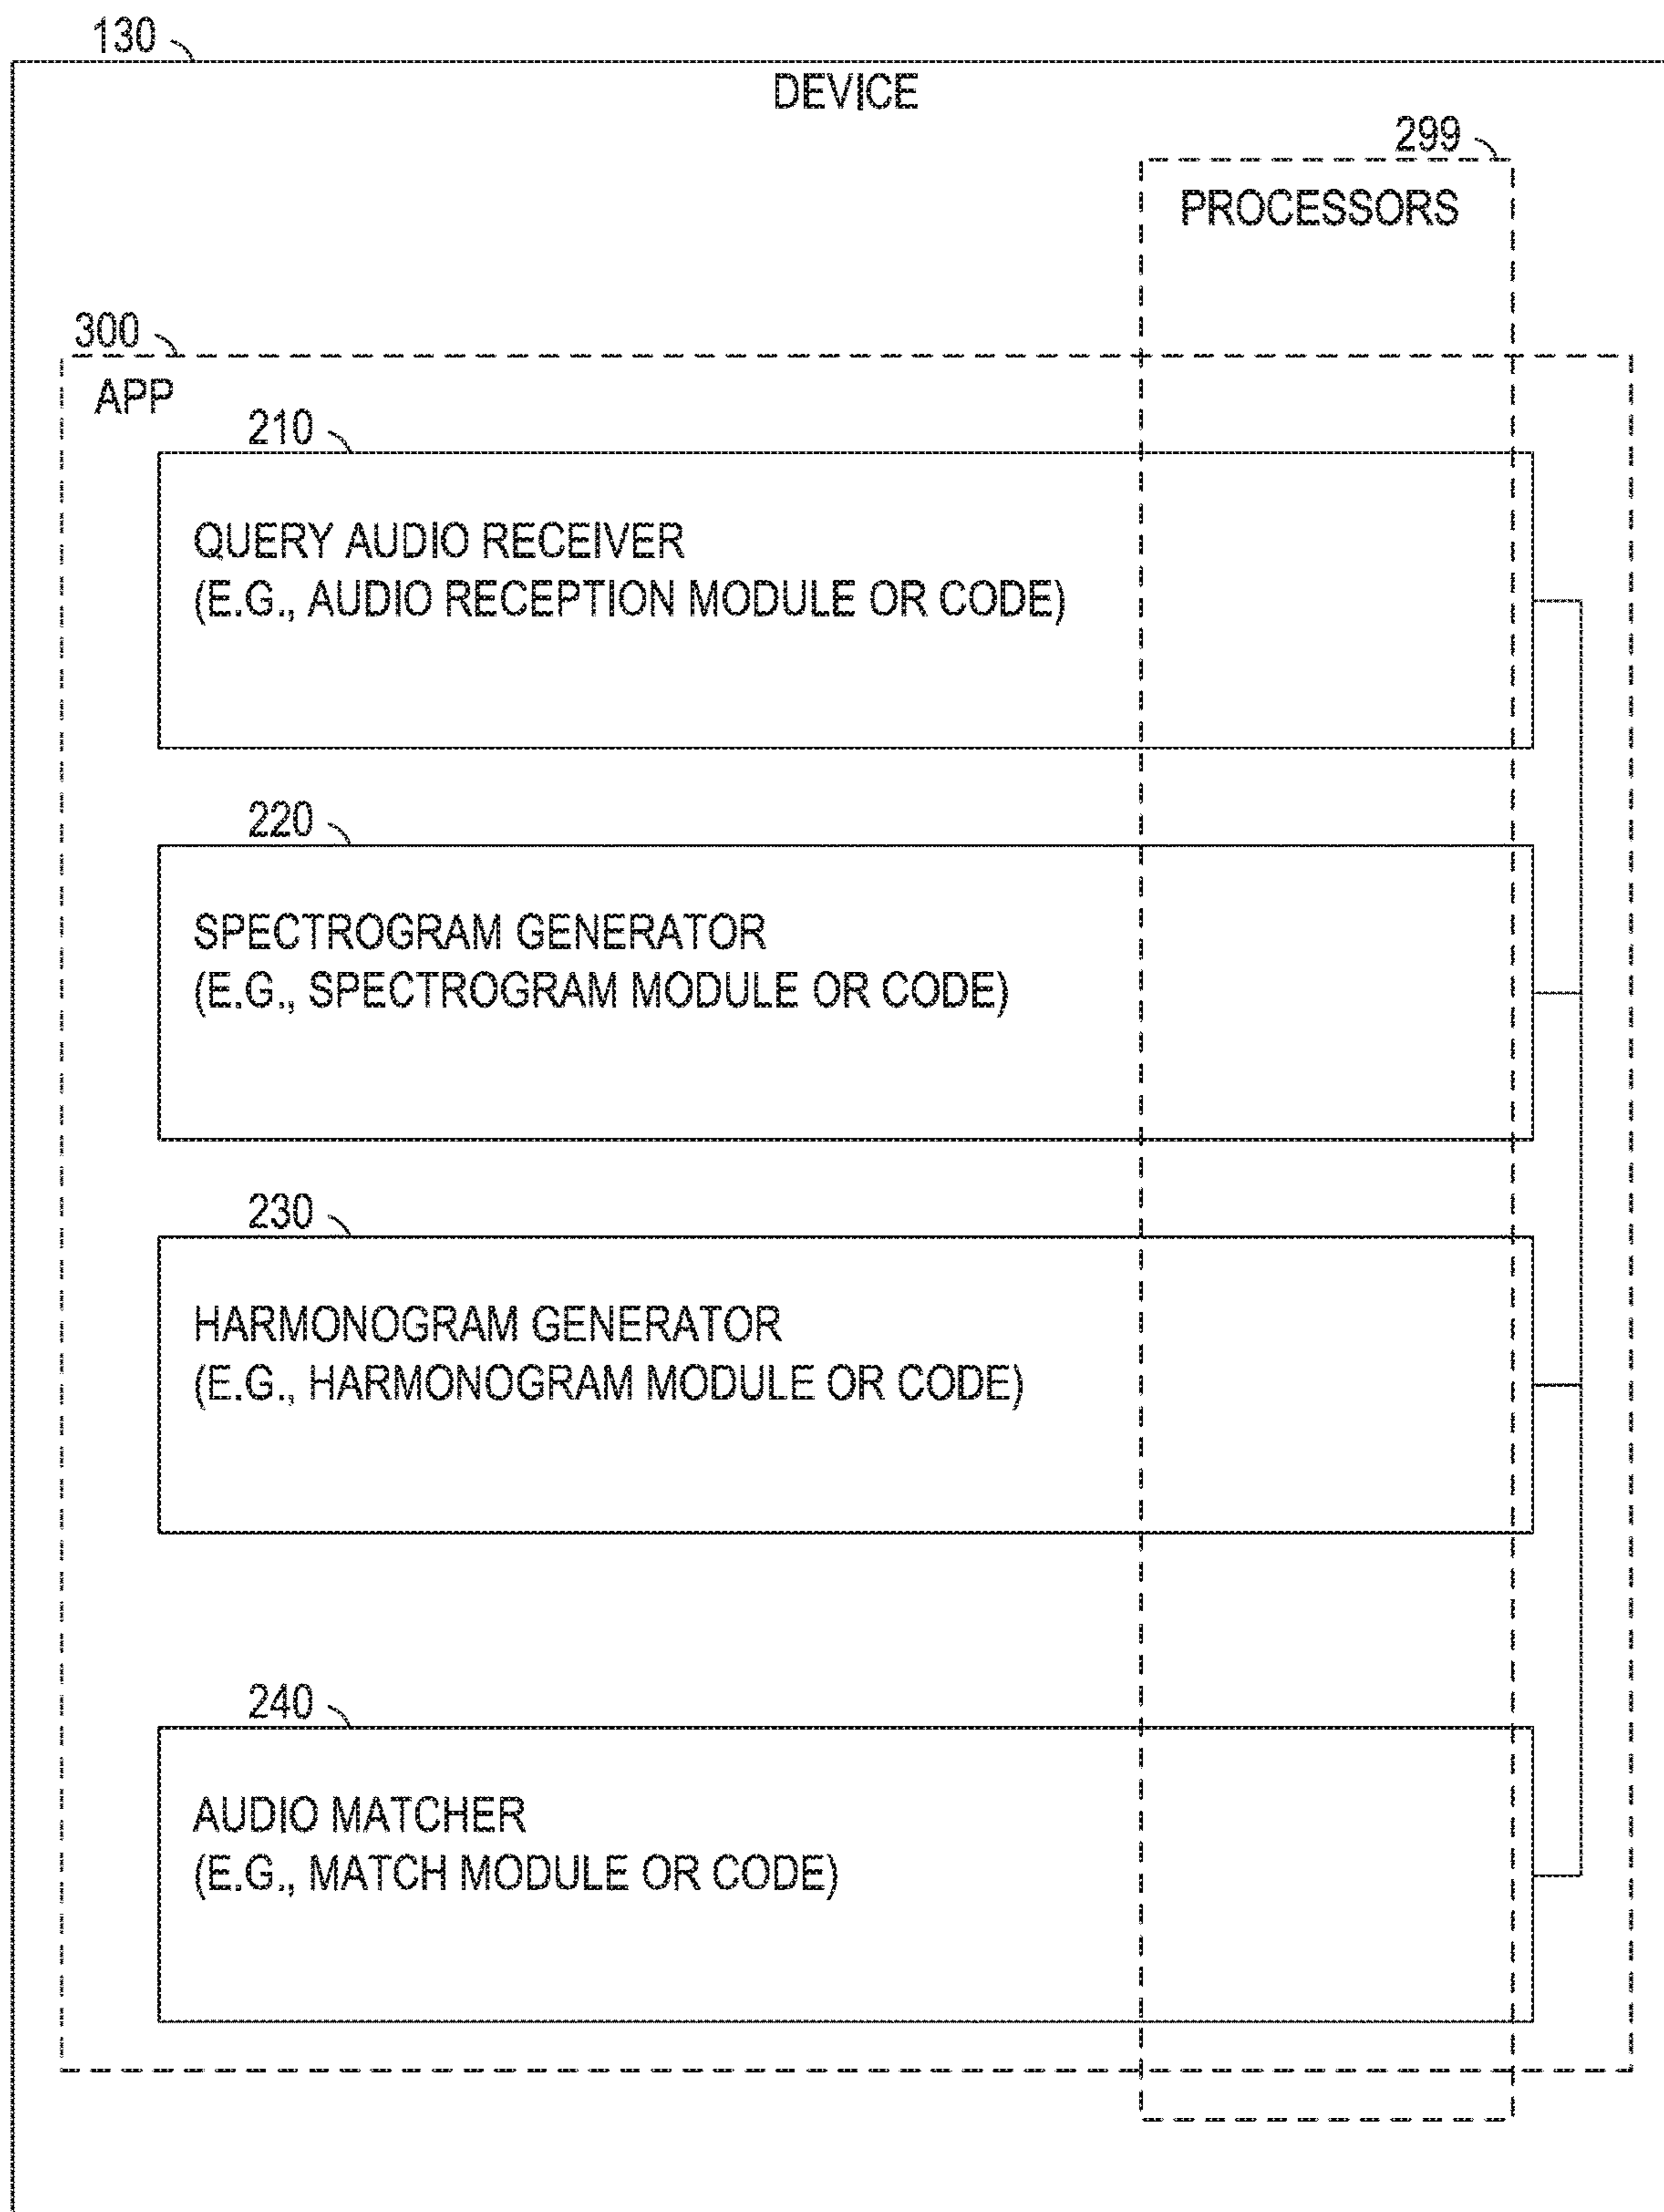 130
DEVICE
299
PROCESSORS
300
APP
210
QUERY AUDIO RECEIVER
(E.G., AUDIO RECEPTION MODULE OR CODE)
220
SPECTROGRAM GENERATOR
(E.G., SPECTROGRAM MODULE OR CODE)
230
HARMONOGRAM GENERATOR
(E.G., HARMONOGRAM MODULE OR CODE)
240
AUDIO MATCHER
(E.G., MATCH MODULE OR CODE)